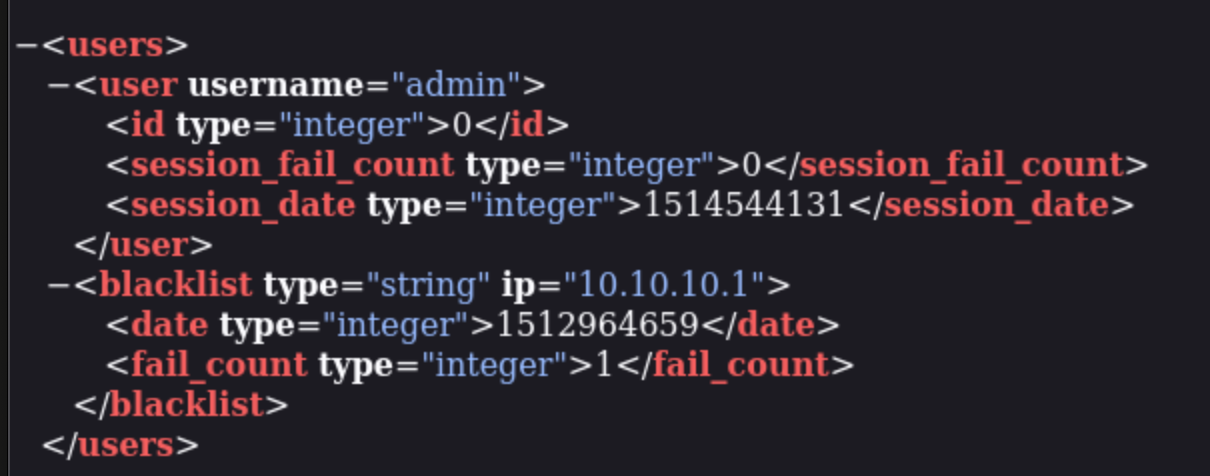 −<users>
−<user username="admin">
<id type="integer">0</id>
<session_fail_count type="integer">0</session_fail_count>
<session_date type="integer">1514544131</session_date>
</user>
−<blacklist type="string" ip="10.10.10.1">
<date type="integer">1512964659</date>
<fail_count type="integer">1</fail_count>
</blacklist>
</users>